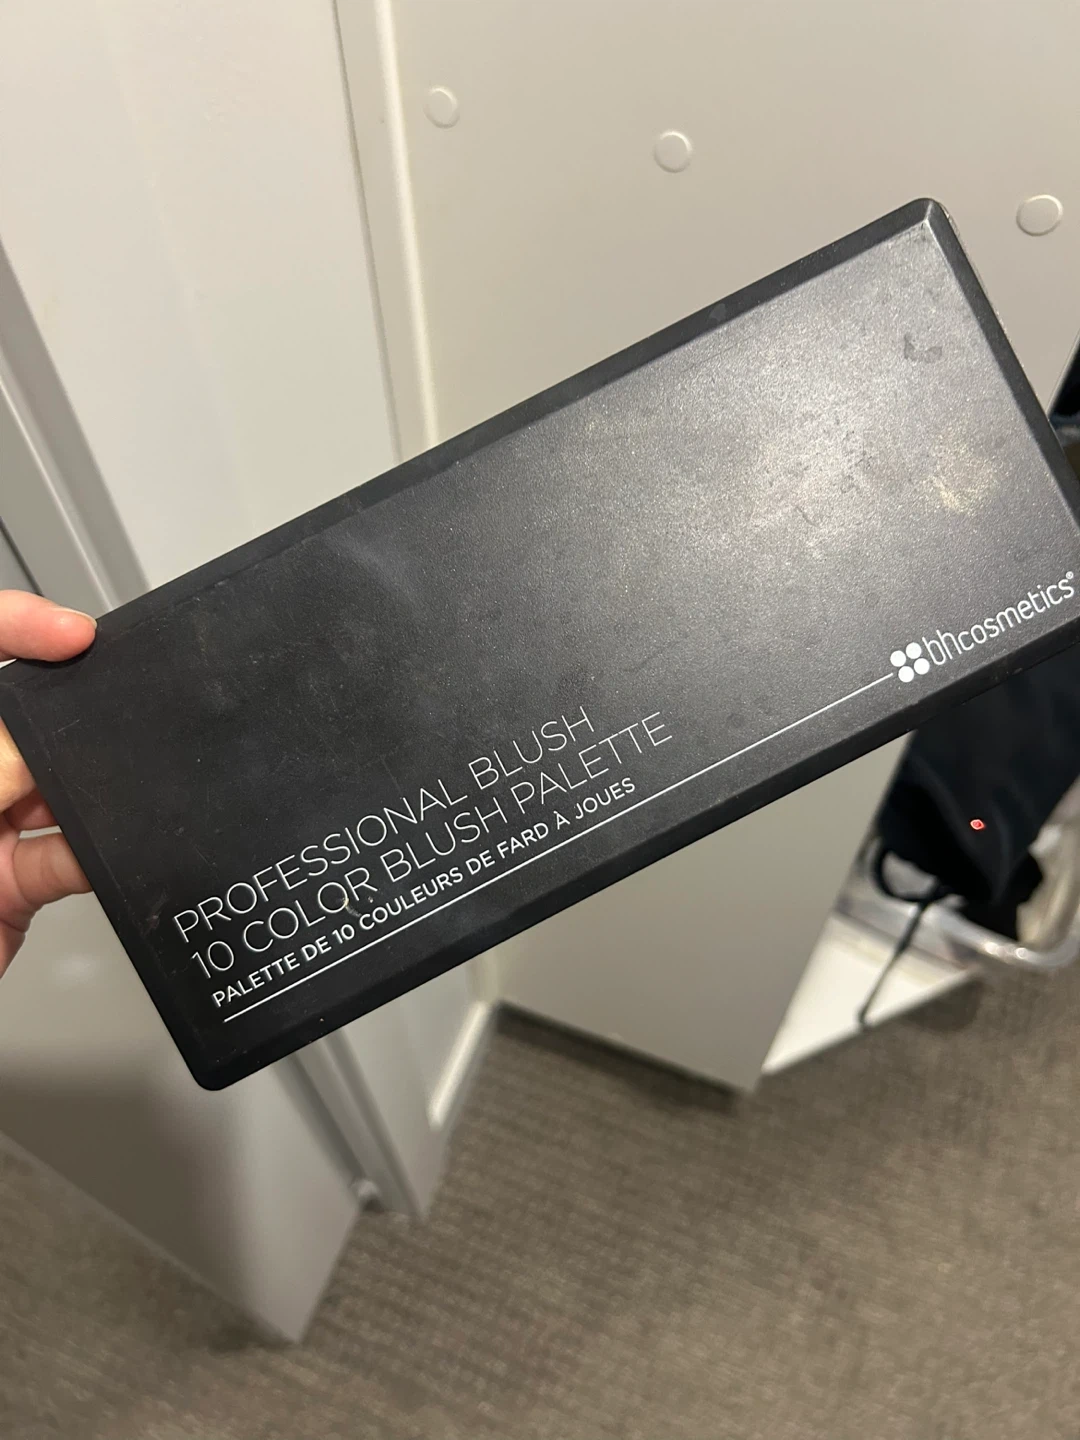 PROFESSIONAL BLUSH
10 COLOR BLUSH PALETTE
PALETTE DE 10 COULEURS DE FARD À JOUES
bhcosmetics®